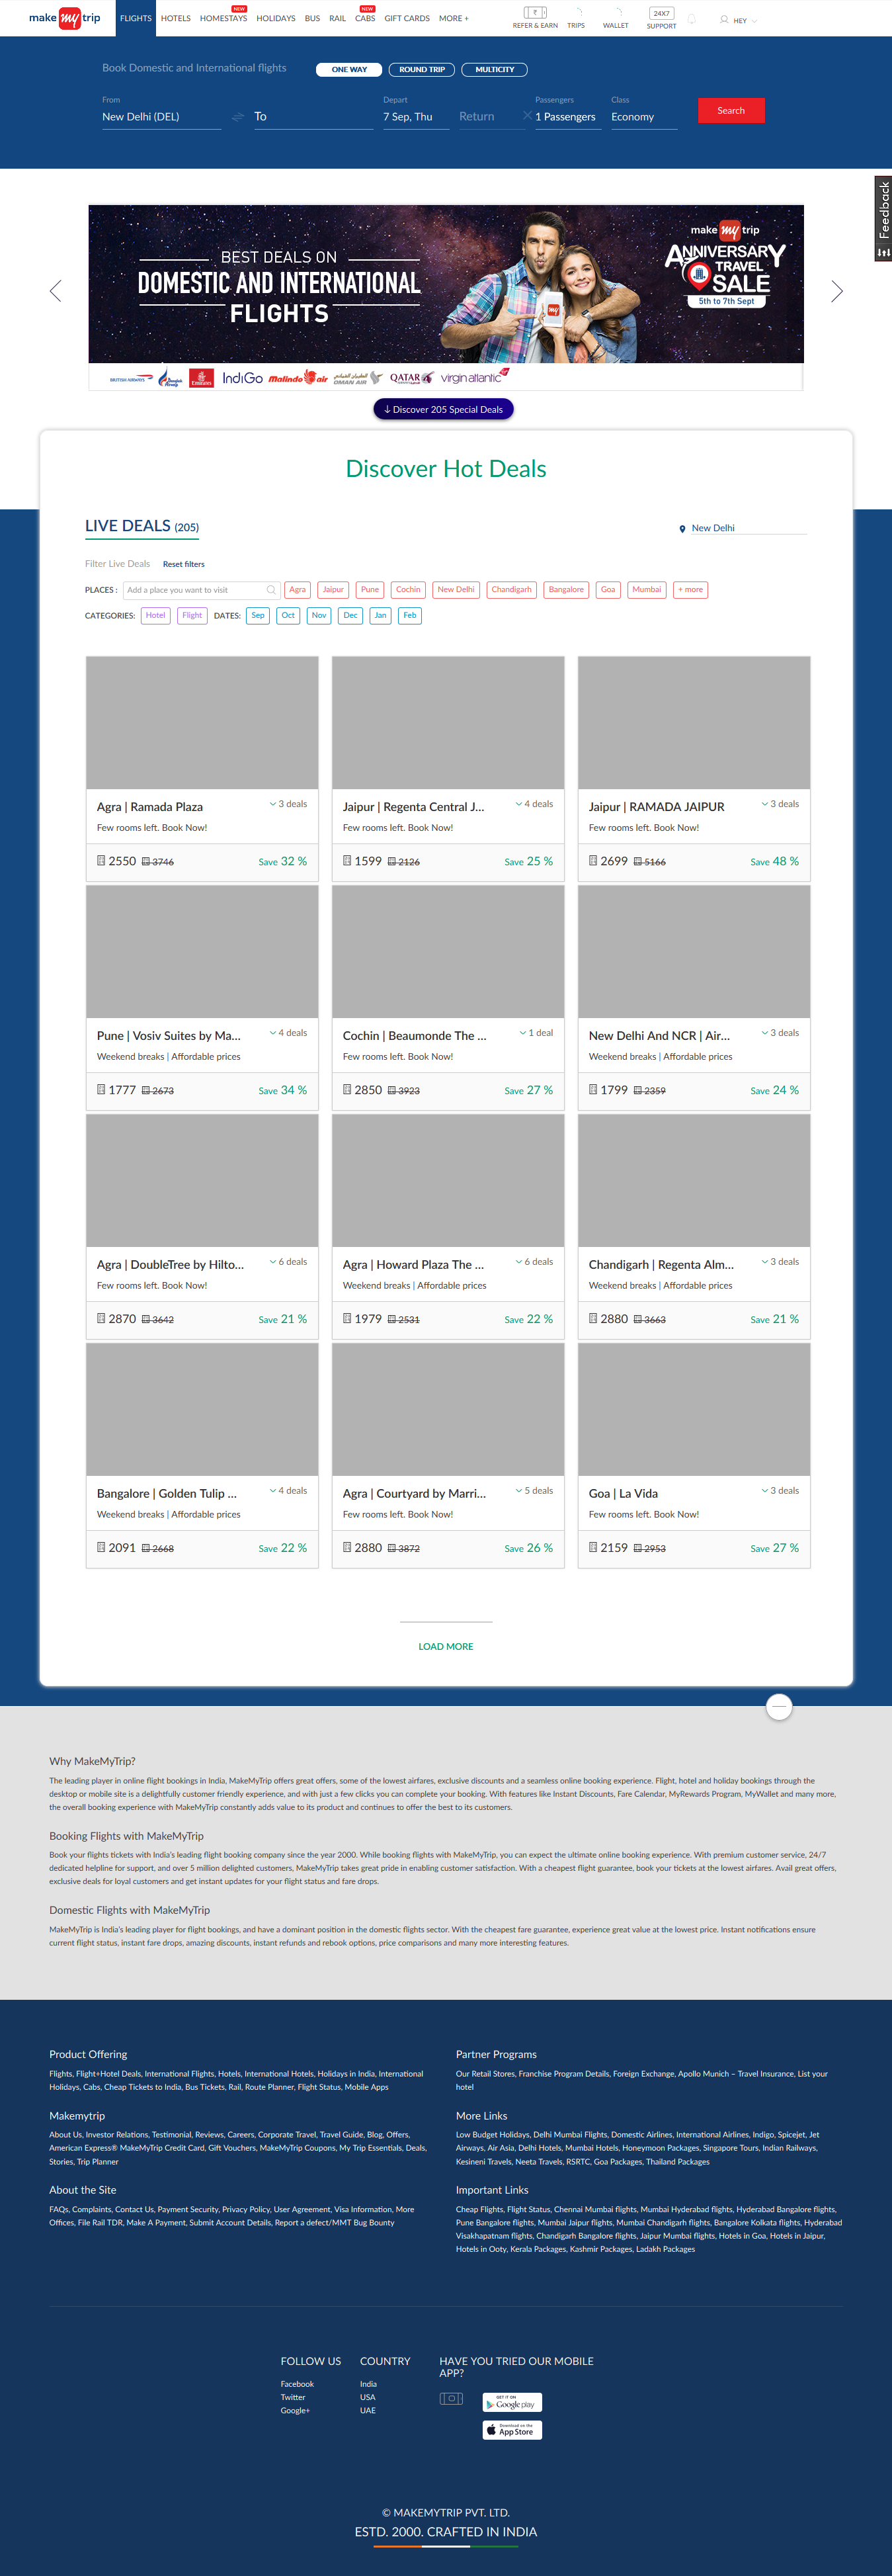 make my trip
FLIGHTS HOTELS HOMESTAYS NEW HOLIDAYS BUS RAIL CABS NEW GIFT CARDS MORE +
REFER & EARN TRIPS WALLET 24X7 SUPPORT HEY
Book Domestic and International flights ONE WAY ROUND TRIP MULTICITY
From Depart Passengers Class
New Delhi (DEL) To 7 Sep, Thu Return 1 Passengers Economy Search
Feedback
BEST DEALS ON
DOMESTIC AND INTERNATIONAL
FLIGHTS
make my trip
ANNIVERSARY
TRAVEL
SALE
5th to 7th Sept
BRITISH AIRWAYS Emirates IndiGo Malindo air OMAN AIR QATAR virgin atlantic
Discover 205 Special Deals
Discover Hot Deals
LIVE DEALS (205) New Delhi
Filter Live Deals Reset filters
PLACES : Add a place you want to visit Agra Jaipur Pune Cochin New Delhi Chandigarh Bangalore Goa Mumbai + more
CATEGORIES: Hotel Flight DATES: Sep Oct Nov Dec Jan Feb
Agra | Ramada Plaza 3 deals
Few rooms left. Book Now!
2550 3746 Save 32 %
Jaipur | Regenta Central J... 4 deals
Few rooms left. Book Now!
1599 2126 Save 25 %
Jaipur | RAMADA JAIPUR 3 deals
Few rooms left. Book Now!
2699 5166 Save 48 %
Pune | Vosiv Suites by Ma... 4 deals
Weekend breaks | Affordable prices
1777 2673 Save 34 %
Cochin | Beaumonde The ... 1 deal
Few rooms left. Book Now!
2850 3923 Save 27 %
New Delhi And NCR | Air... 3 deals
Weekend breaks | Affordable prices
1799 2359 Save 24 %
Agra | DoubleTree by Hilto... 6 deals
Few rooms left. Book Now!
2870 3642 Save 21 %
Agra | Howard Plaza The ... 6 deals
Weekend breaks | Affordable prices
1979 2531 Save 22 %
Chandigarh | Regenta Alm... 3 deals
Weekend breaks | Affordable prices
2880 3663 Save 21 %
Bangalore | Golden Tulip ... 4 deals
Weekend breaks | Affordable prices
2091 2668 Save 22 %
Agra | Courtyard by Marri... 5 deals
Few rooms left. Book Now!
2880 3872 Save 26 %
Goa | La Vida 3 deals
Few rooms left. Book Now!
2159 2953 Save 27 %
LOAD MORE
Why MakeMyTrip?
The leading player in online flight bookings in India, MakeMyTrip offers great offers, some of the lowest airfares, exclusive discounts and a seamless online booking experience. Flight, hotel and holiday bookings through the
desktop or mobile site is a delightfully customer friendly experience, and with just a few clicks you can complete your booking. With features like Instant Discounts, Fare Calendar, MyRewards Program, MyWallet and many more,
the overall booking experience with MakeMyTrip constantly adds value to its product and continues to offer the best to its customers.
Booking Flights with MakeMyTrip
Book your flights tickets with India's leading flight booking company since the year 2000. While booking flights with MakeMyTrip, you can expect the ultimate online booking experience. With premium customer service, 24/7
dedicated helpline for support, and over 5 million delighted customers, MakeMyTrip takes great pride in enabling customer satisfaction. With a cheapest flight guarantee, book your tickets at the lowest airfares. Avail great offers,
exclusive deals for loyal customers and get instant updates for your flight status and fare drops.
Domestic Flights with MakeMyTrip
MakeMyTrip is India's leading player for flight bookings, and have a dominant position in the domestic flights sector. With the cheapest fare guarantee, experience great value at the lowest price. Instant notifications ensure
current flight status, instant fare drops, amazing discounts, instant refunds and rebook options, price comparisons and many more interesting features.
Product Offering
Flights, Flight+Hotel Deals, International Flights, Hotels, International Hotels, Holidays in India, International
Holidays, Cabs, Cheap Tickets to India, Bus Tickets, Rail, Route Planner, Flight Status, Mobile Apps
Makemytrip
About Us, Investor Relations, Testimonial, Reviews, Careers, Corporate Travel, Travel Guide, Blog, Offers,
American Express® MakeMyTrip Credit Card, Gift Vouchers, MakeMyTrip Coupons, My Trip Essentials, Deals,
Stories, Trip Planner
About the Site
FAQs, Complaints, Contact Us, Payment Security, Privacy Policy, User Agreement, Visa Information, More
Offices, File Rail TDR, Make A Payment, Submit Account Details, Report a defect/MMT Bug Bounty
Partner Programs
Our Retail Stores, Franchise Program Details, Foreign Exchange, Apollo Munich – Travel Insurance, List your
hotel
More Links
Low Budget Holidays, Delhi Mumbai Flights, Domestic Airlines, International Airlines, Indigo, Spicejet, Jet
Airways, Air Asia, Delhi Hotels, Mumbai Hotels, Honeymoon Packages, Singapore Tours, Indian Railways,
Kesineni Travels, Neeta Travels, RSRTC, Goa Packages, Thailand Packages
Important Links
Cheap Flights, Flight Status, Chennai Mumbai flights, Mumbai Hyderabad flights, Hyderabad Bangalore flights,
Pune Bangalore flights, Mumbai Jaipur flights, Mumbai Chandigarh flights, Bangalore Kolkata flights, Hyderabad
Visakhapatnam flights, Chandigarh Bangalore flights, Jaipur Mumbai flights, Hotels in Goa, Hotels in Jaipur,
Hotels in Ooty, Kerala Packages, Kashmir Packages, Ladakh Packages
FOLLOW US
Facebook
Twitter
Google+
COUNTRY
India
USA
UAE
HAVE YOU TRIED OUR MOBILE
APP?
GET IT ON
Google play
Download on the
App Store
© MAKEMYTRIP PVT. LTD.
ESTD. 2000. CRAFTED IN INDIA